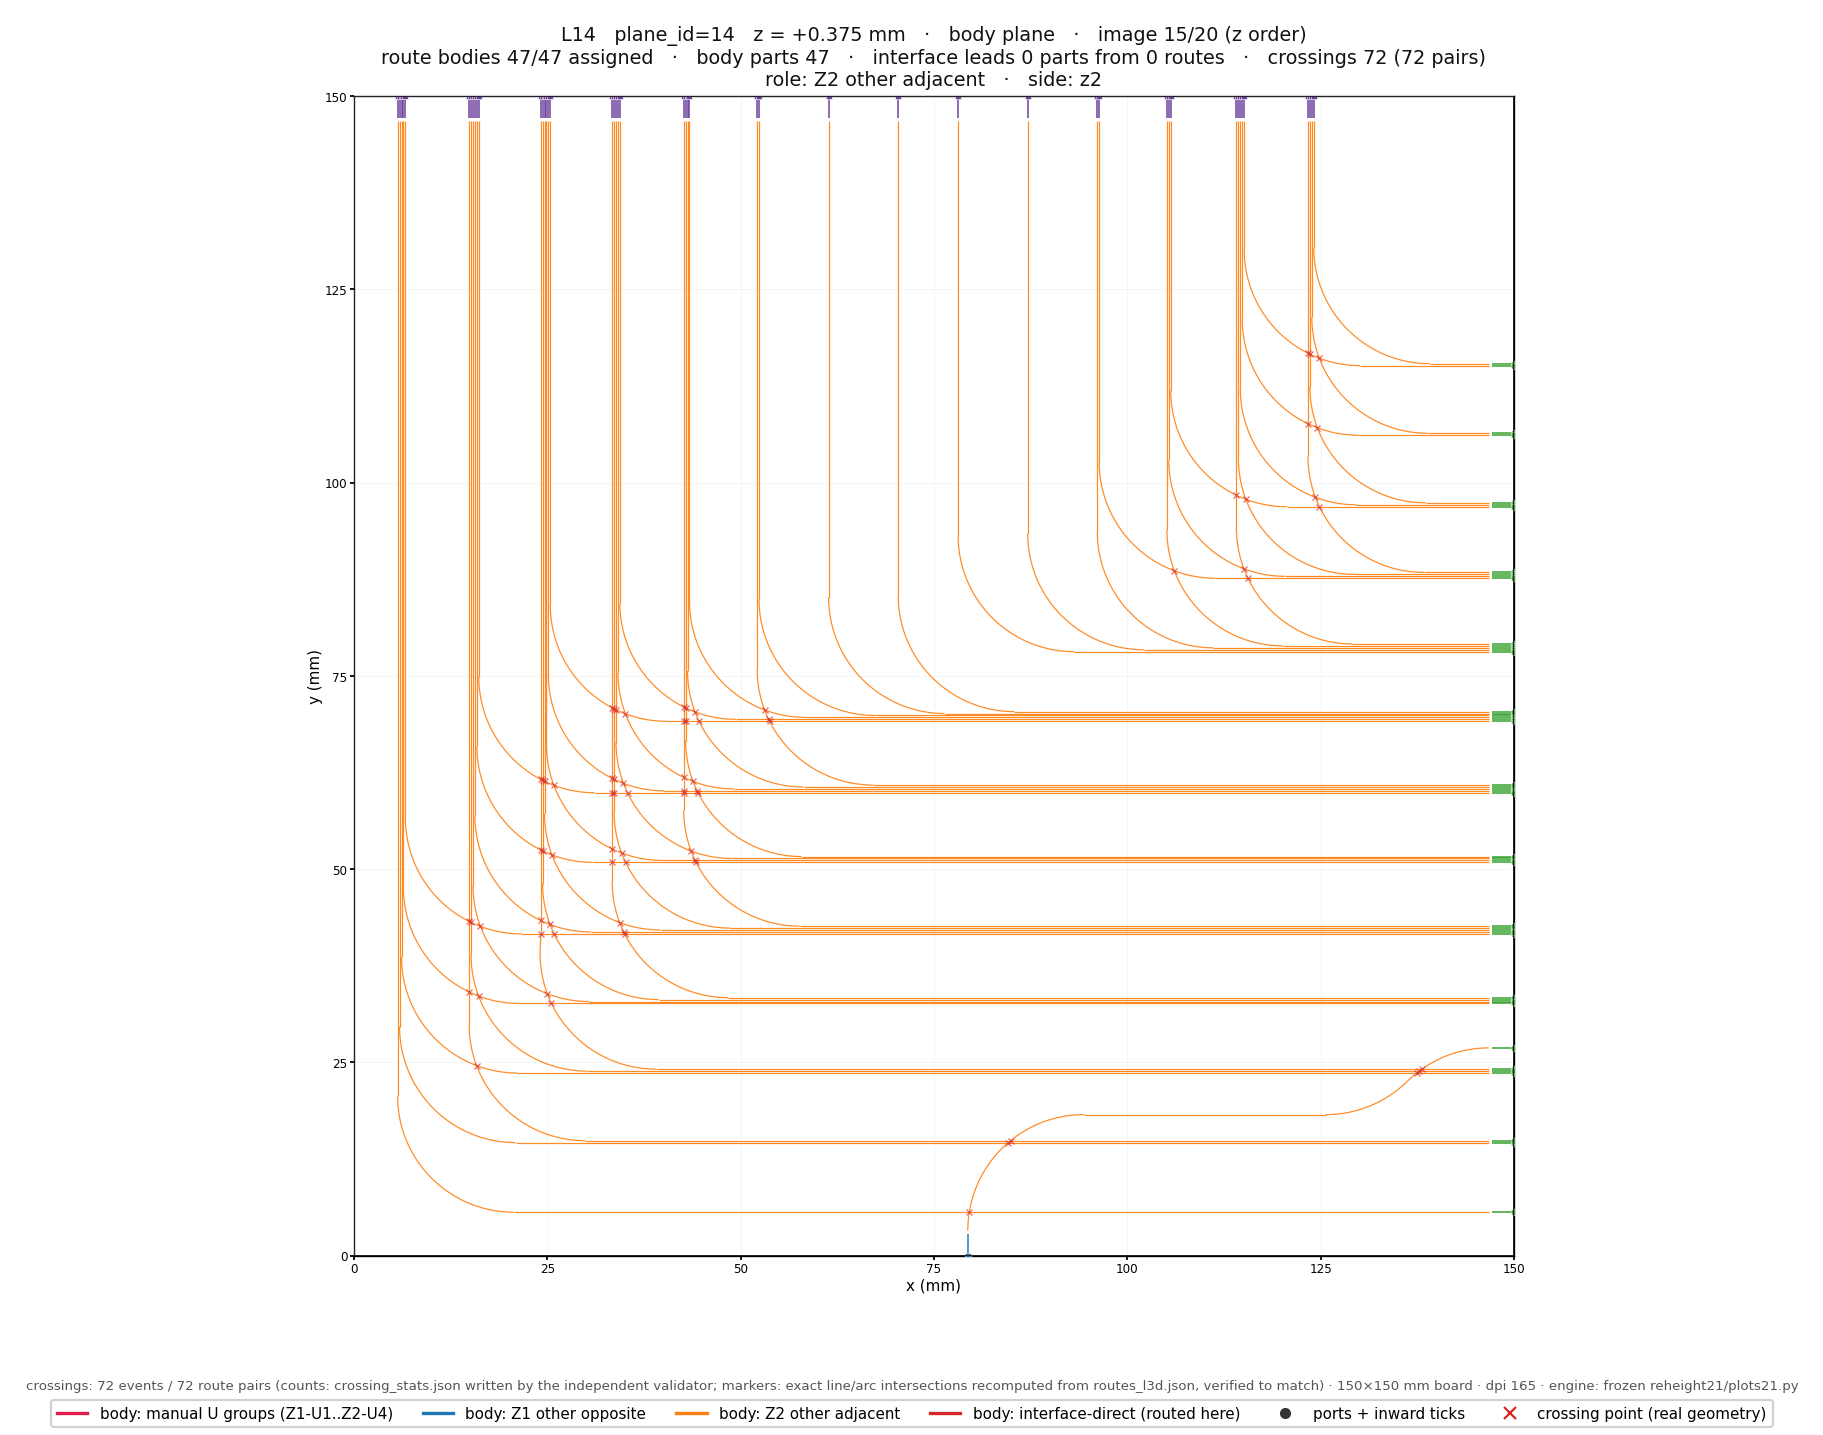 L14 plane_id=14 z = +0.375 mm · body plane · image 15/20 (z order)
route bodies 47/47 assigned · body parts 47 · interface leads 0 parts from 0 routes · crossings 72 (72 pairs)
role: Z2 other adjacent · side: z2
150
125
100
75
50
25
0
y (mm)
0 25 50 75 100 125 150
x (mm)
crossings: 72 events / 72 route pairs (counts: crossing_stats.json written by the independent validator; markers: exact line/arc intersections recomputed from routes_l3d.json, verified to match) · 150×150 mm board · dpi 165 · engine: frozen reheight21/plots21.py
body: manual U groups (Z1-U1..Z2-U4) body: Z1 other opposite body: Z2 other adjacent body: interface-direct (routed here) ports + inward ticks crossing point (real geometry)